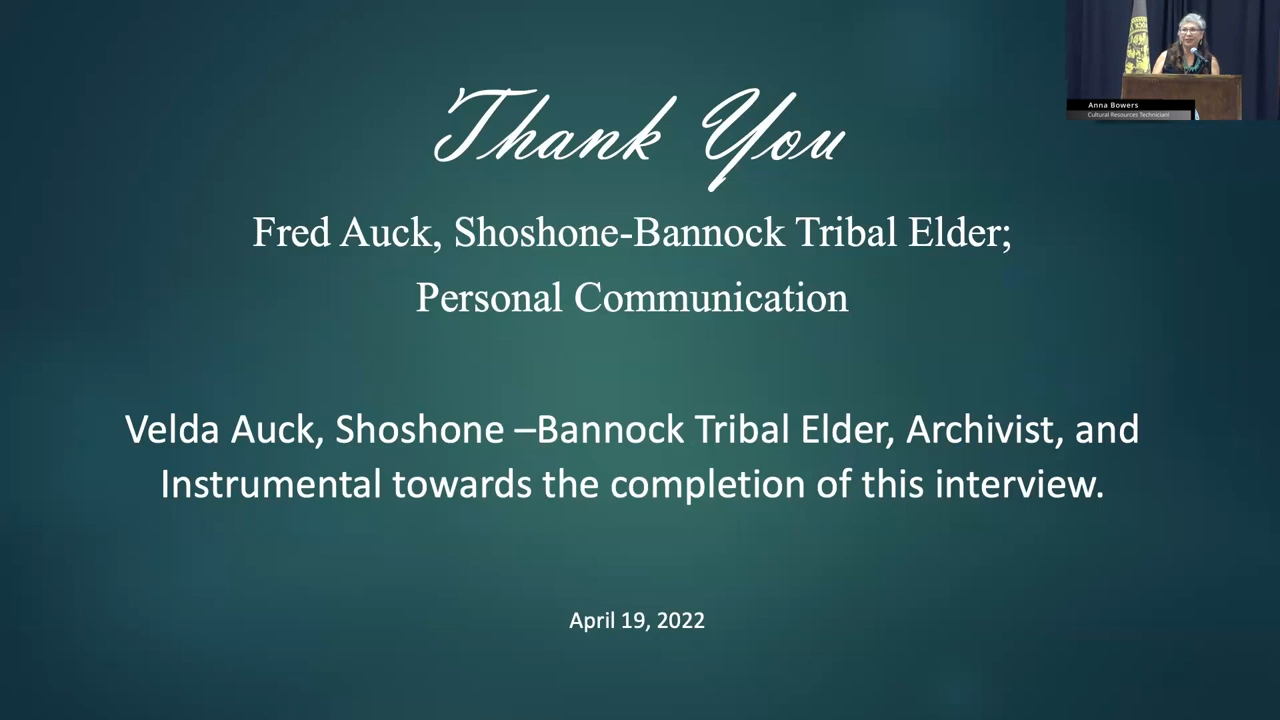 Thank You
Fred Auck, Shoshone-Bannock Tribal Elder;
Personal Communication
Velda Auck, Shoshone –Bannock Tribal Elder, Archivist, and
Instrumental towards the completion of this interview.
April 19, 2022
Anna Bowers
Cultural Resources Technician!